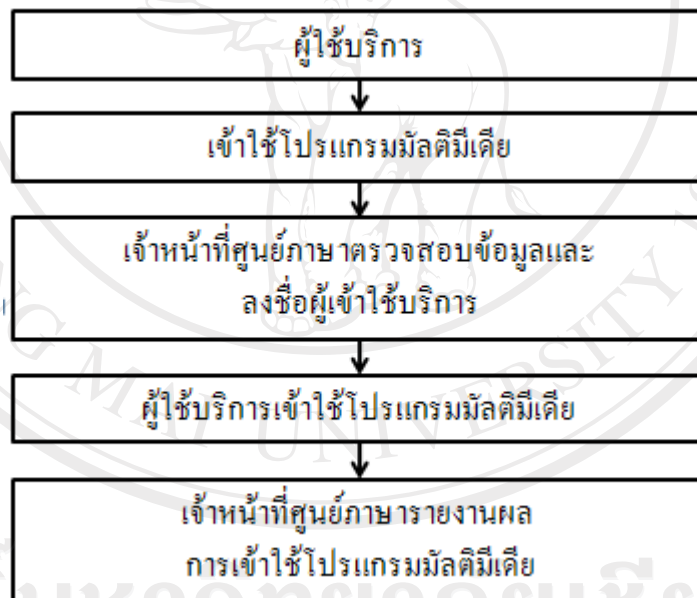 ผู้ใช้บริการ
เข้าใช้โปรแกรมมัลติมีเดีย
เจ้าหน้าที่ศูนย์ภาษาตรวจสอบข้อมูลและ
ลงชื่อผู้เข้าใช้บริการ
ผู้ใช้บริการเข้าใช้โปรแกรมมัลติมีเดีย
เจ้าหน้าที่ศูนย์ภาษารายงานผล
การเข้าใช้โปรแกรมมัลติมีเดีย
NG MAI UNIVERSITY